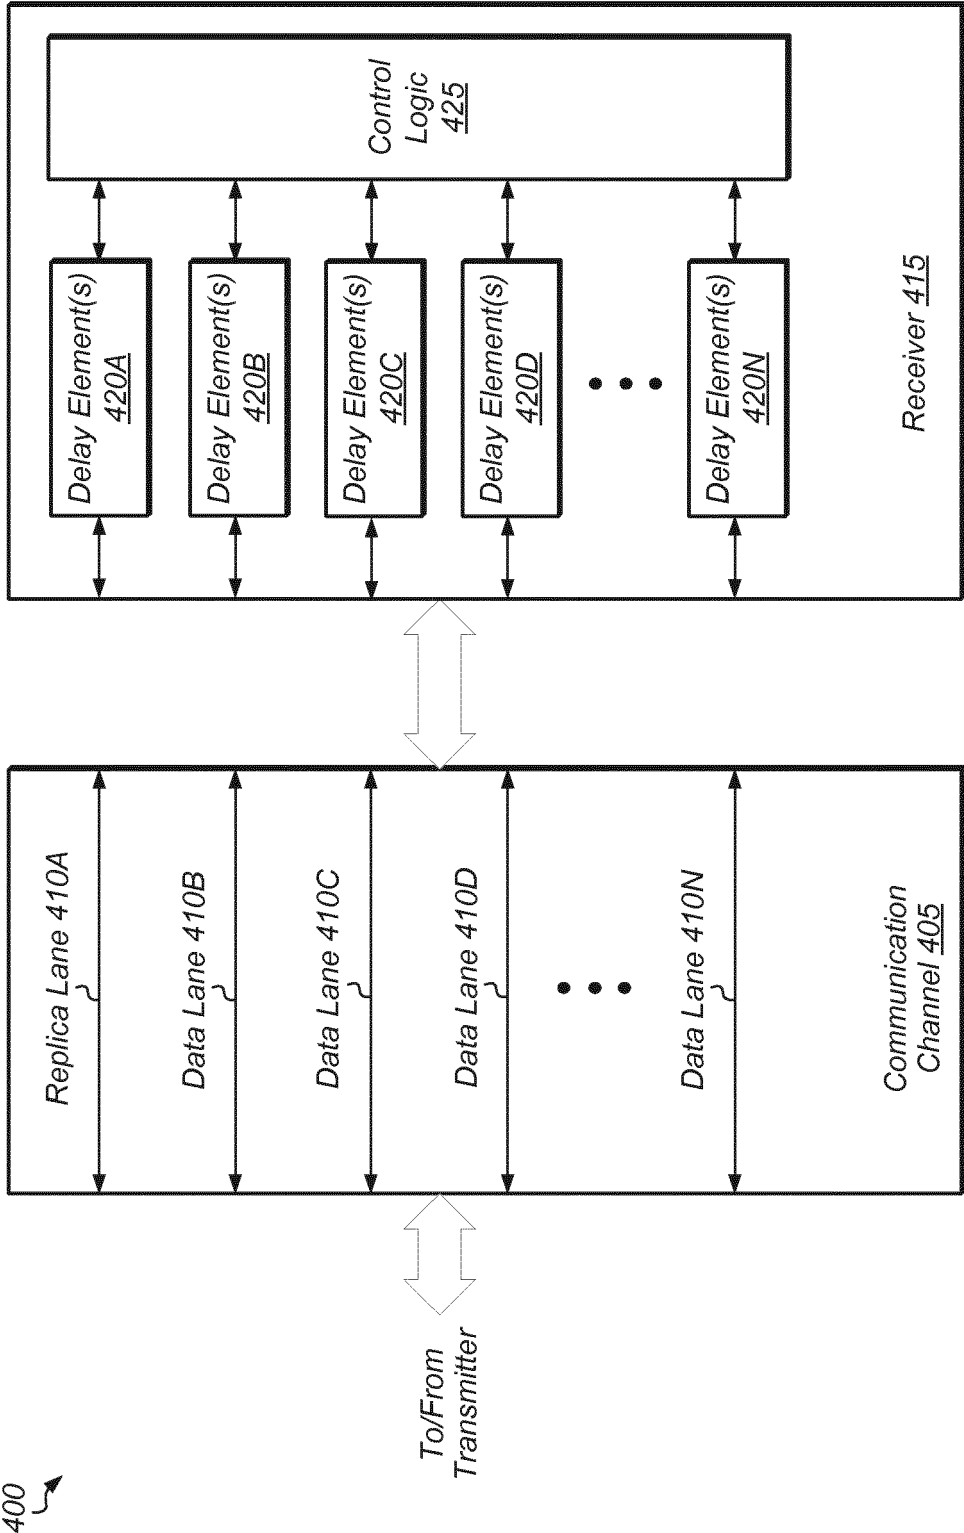 400
To/From
Transmitter
Replica Lane 410A
Data Lane 410B
Data Lane 410C
Data Lane 410D
Data Lane 410N
Communication
Channel 405
Delay Element(s)
420A
Delay Element(s)
420B
Delay Element(s)
420C
Delay Element(s)
420D
Delay Element(s)
420N
Control
Logic
425
Receiver 415